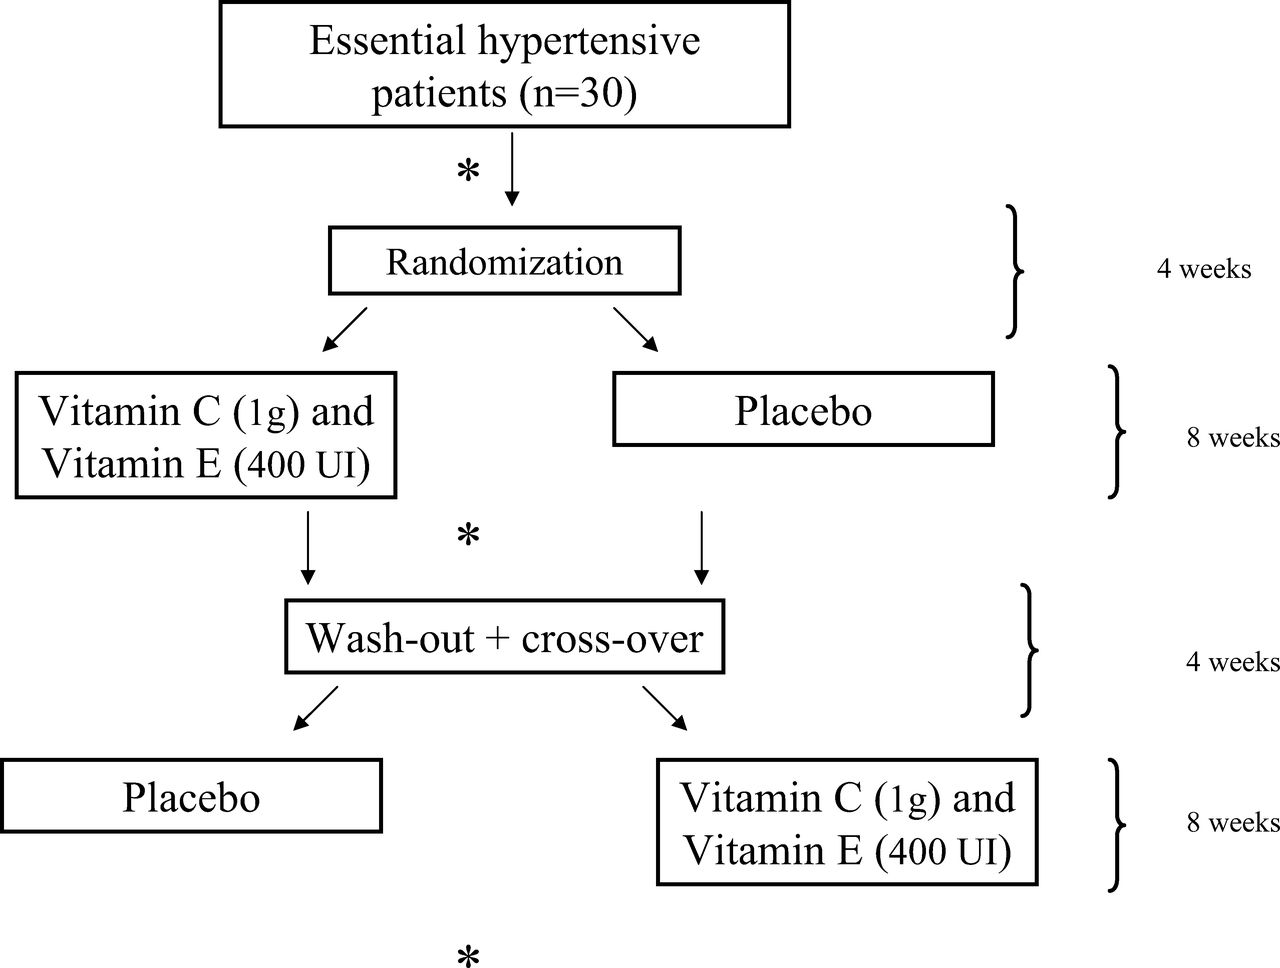 Essential hypertensive
patients (n=30)
*
Randomization
4 weeks
Vitamin C (1g) and
Vitamin E (400 UI)
Placebo
8 weeks
*
Wash-out + cross-over
4 weeks
Placebo
Vitamin C (1g) and
Vitamin E (400 UI)
8 weeks
*